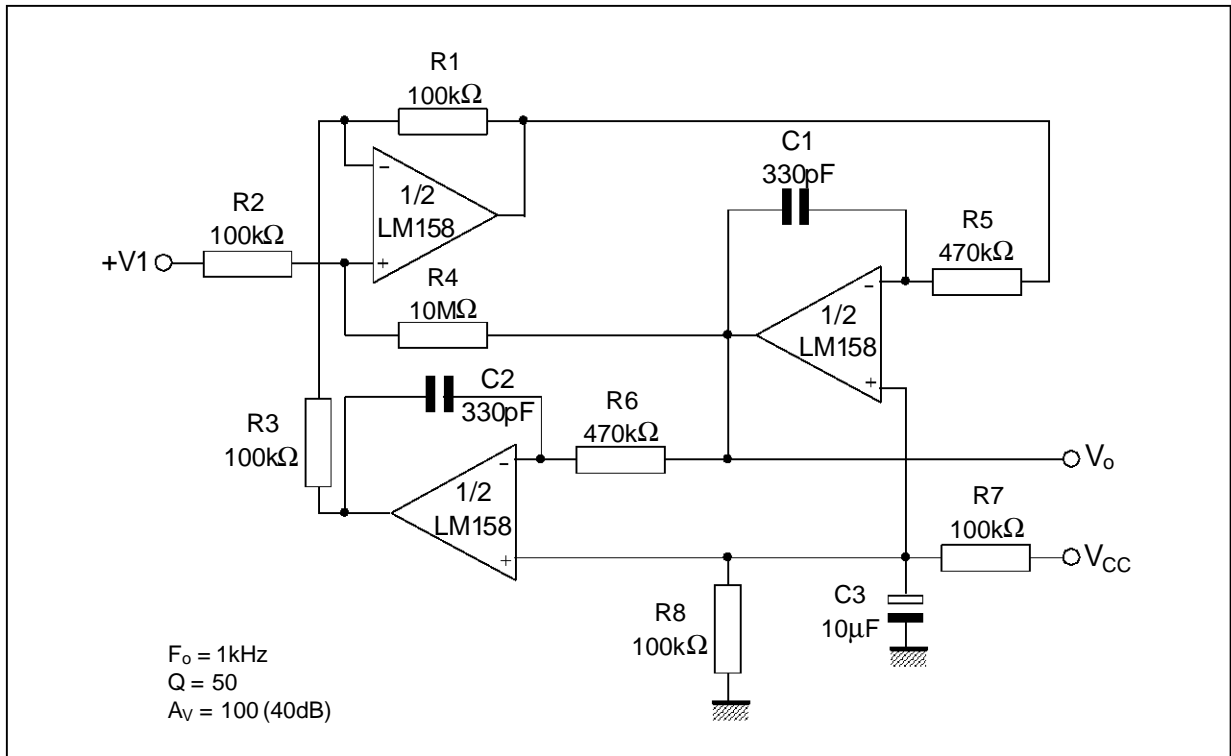 R1
100kΩ
C1
330pF
R2
100kΩ
1/2
LM158
R5
470kΩ
+V1
R4
10MΩ
1/2
LM158
C2
330pF
R3
100kΩ
R6
470kΩ
Vo
1/2
LM158
R7
100kΩ
VCC
R8
100kΩ
C3
10μF
Fo = 1kHz
Q = 50
AV = 100 (40dB)